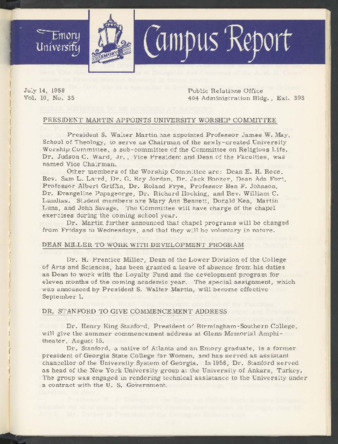 Emory
University
Campus Report
July 14, 1958
Vol. 10, No. 25
Public Relations Office
404 Administration Bldg., Ext. 392
PRESIDENT MARTIN APPOINTS UNIVERSITY WORSHIP COMMITTEE
President S. Walter Martin has appointed Professor James W. May,
School of Theology, to serve as Chairman of the newly-created University
Worship Committee, a sub-committee of the Committee on Religious Life.
Dr. Judson C. Ward, Jr., Vice President and Dean of the Faculties, was
named Vice Chairman.
Other members of the Worship Committee are: Dean E. H. Rece,
Rev. Sam L. Laird, Dr. G. Ray Jordan, Dr. Jack Boozer, Dean Ada Fort,
Professor Albert Griffin, Dr. Roland Frye, Professor Ben F. Johnson,
Dr. Evangeline Papageorge, Dr. Richard Hocking, and Rev. William C.
Landiss. Student members are Mary Ann Bennett, Donald Kea, Martin
Luna, and John Savage. The Committee will have charge of the chapel
exercises during the coming school year.
Dr. Martin further announced that chapel programs will be changed
from Fridays to Wednesdays, and that they will be voluntary in nature.
DEAN MILLER TO WORK WITH DEVELOPMENT PROGRAM
Dr. H. Prentice Miller, Dean of the Lower Division of the College
of Arts and Sciences, has been granted a leave of absence from his duties
as Dean to work with the Loyalty Fund and the development program for
eleven months of the coming academic year. The special assignment, which
was announced by President S. Walter Martin, will become effective
September 1.
DR. STANFORD TO GIVE COMMENCEMENT ADDRESS
Dr. Henry King Stanford, President of Birmingham-Southern College,
will give the summer commencement address at Glenn Memorial Amphi-
theater, August 15.
Dr. Stanford, a native of Atlanta and an Emory graduate, is a former
president of Georgia State College for Women, and has served as assistant
chancellor of the University System of Georgia. In 1956, Dr. Stanford served
as head of the New York University group at the University of Ankara, Turkey.
The group was engaged in rendering technical assistance to the University under
a contract with the U. S. Government.